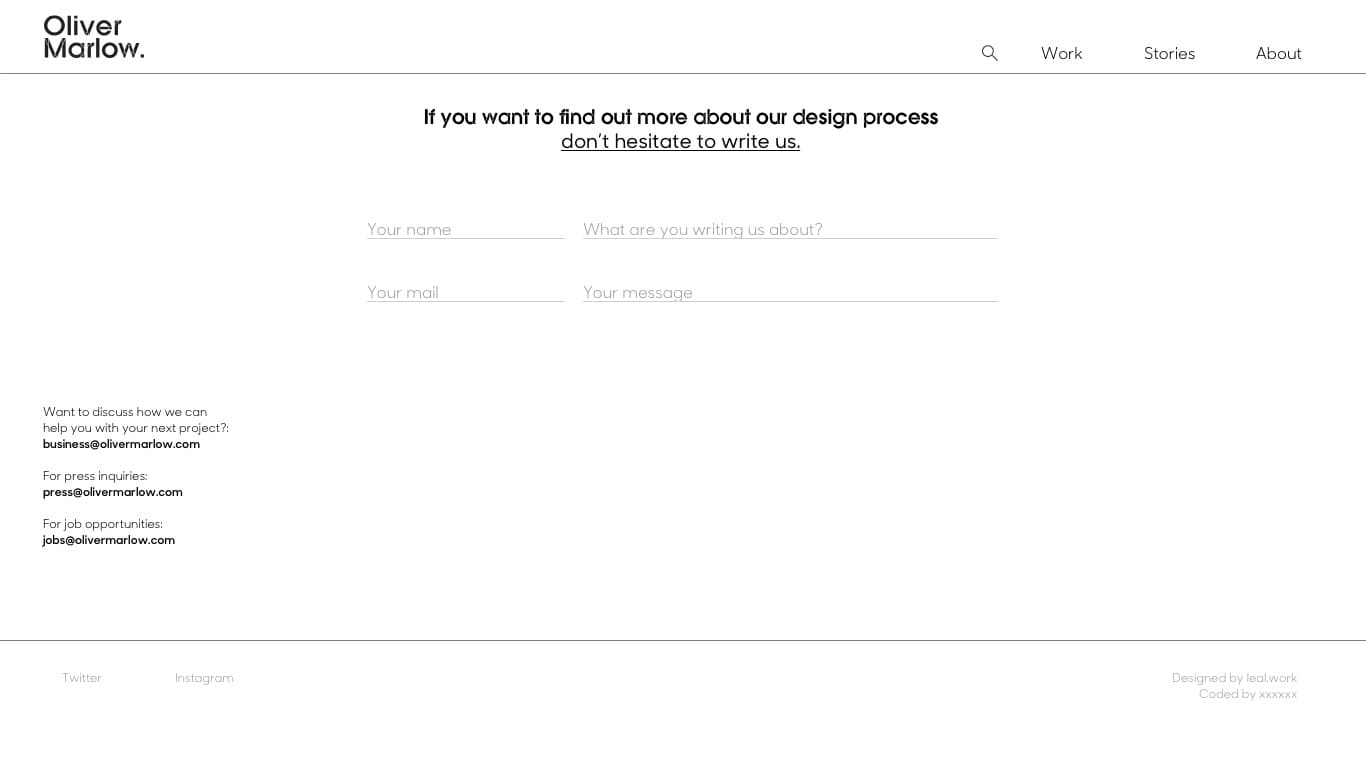 Oliver
Marlow.
Work
Stories
About
If you want to find out more about our design process
don’t hesitate to write us.
Your name
What are you writing us about?
Your mail
Your message
Want to discuss how we can
help you with your next project?:
business@olivermarlow.com
For press inquiries:
press@olivermarlow.com
For job opportunities:
jobs@olivermarlow.com
Twitter
Instagram
Designed by leal.work
Coded by xxxxxx